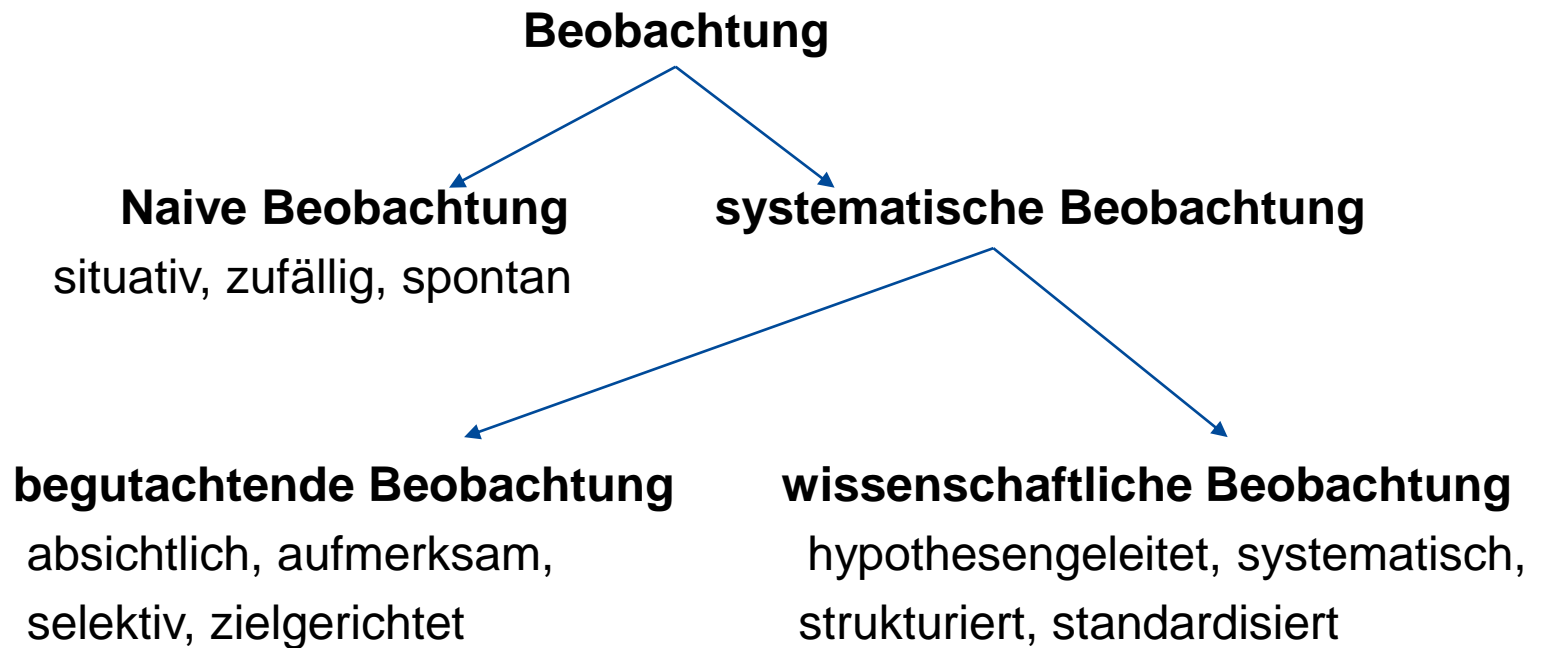 Beobachtung
Naive Beobachtung
situativ, zufällig, spontan
systematische Beobachtung
begutachtende Beobachtung
absichtlich, aufmerksam,
selektiv, zielgerichtet
wissenschaftliche Beobachtung
hypothesengeleitet, systematisch,
strukturiert, standardisiert